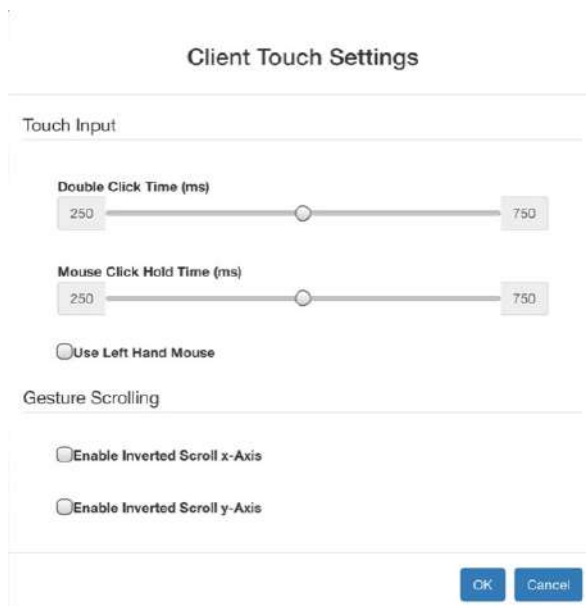 Client Touch Settings
Touch Input
Double Click Time (ms)
250 750
Mouse Click Hold Time (ms)
250 750
Use Left Hand Mouse
Gesture Scrolling
Enable Inverted Scroll x-Axis
Enable Inverted Scroll y-Axis
OK Cancel